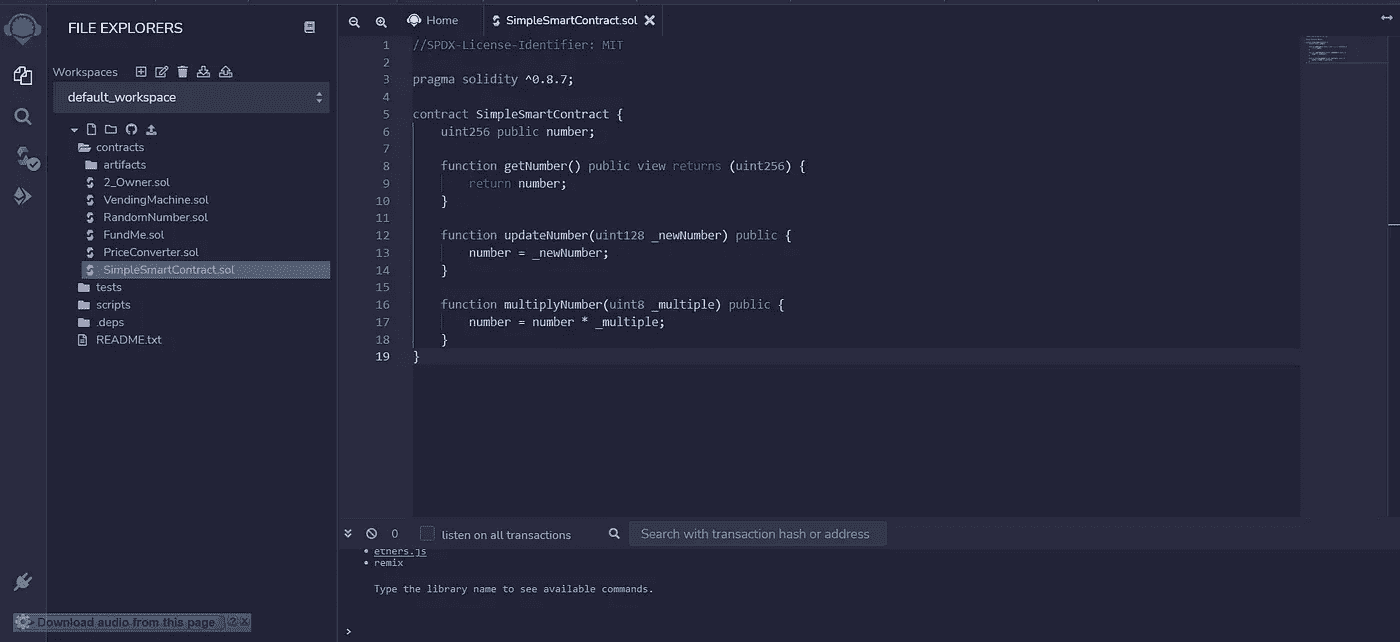 FILE EXPLORERS
Workspaces
default_workspace
contracts
artifacts
2_Owner.sol
VendingMachine.sol
RandomNumber.sol
FundMe.sol
PriceConverter.sol
SimpleSmartContract.sol
tests
scripts
.deps
README.txt
Home
SimpleSmartContract.sol
1 //SPDX-License-Identifier: MIT
2
3 pragma solidity ^0.8.7;
4
5 contract SimpleSmartContract {
6     uint256 public number;
7
8     function getNumber() public view returns (uint256) {
9         return number;
10     }
11
12     function updateNumber(uint128 _newNumber) public {
13         number = _newNumber;
14     }
15
16     function multiplyNumber(uint8 _multiple) public {
17         number = number * _multiple;
18     }
19 }
0 listen on all transactions Search with transaction hash or address
• ethers.js
• remix
Type the library name to see available commands.
>
Download audio from this page ? X